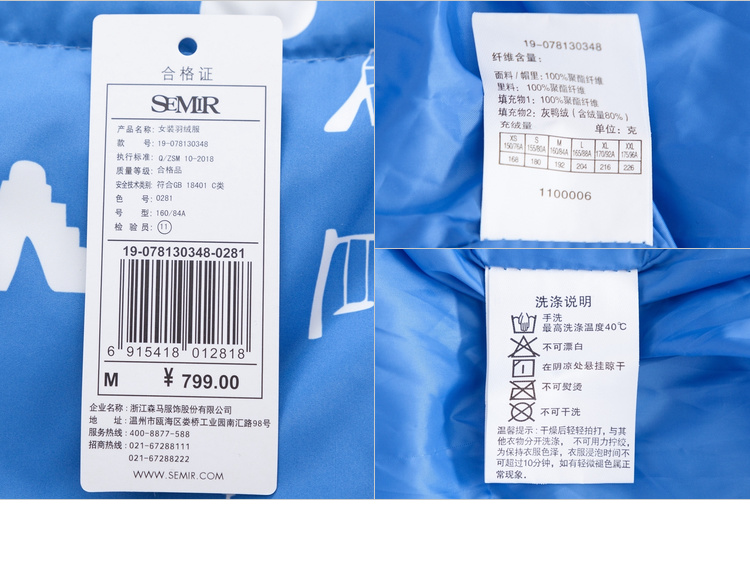 合格证
SEMIR
产品名称: 女装羽绒服
款 号: 19-078130348
执行标准: Q/ZSM 10-2018
质量等级: 合格品
安全技术类别: 符合GB 18401 C类
色 号: 0281
号 型: 160/84A
检 验 员: 11
19-078130348-0281
6 915418 012818
M ¥ 799.00
企业名称: 浙江森马服饰股份有限公司
地 址: 温州市瓯海区娄桥工业园南汇路98号
服务热线: 400-8877-588
招商热线: 021-67288111
021-67288222
WWW.SEMIR.COM
19-078130348
纤维含量:
面料/帽里: 100%聚酯纤维
里料: 100%聚酯纤维
填充物1: 100%聚酯纤维
填充物2: 灰鸭绒(含绒量80%)
充绒量 单位: 克
XS S M L XL XXL
150/76A 155/80A 160/84A 165/88A 170/92A 175/96A
168 180 192 204 216 226
1100006
洗涤说明
手洗
最高洗涤温度40℃
不可漂白
在阴凉处悬挂晾干
不可熨烫
不可干洗
温馨提示: 干燥后轻轻拍打, 与其
他衣物分开洗涤, 不可用力拧绞,
为保持衣服色泽, 衣服浸泡时间不
可超过10分钟, 如有轻微褪色属正
常现象.